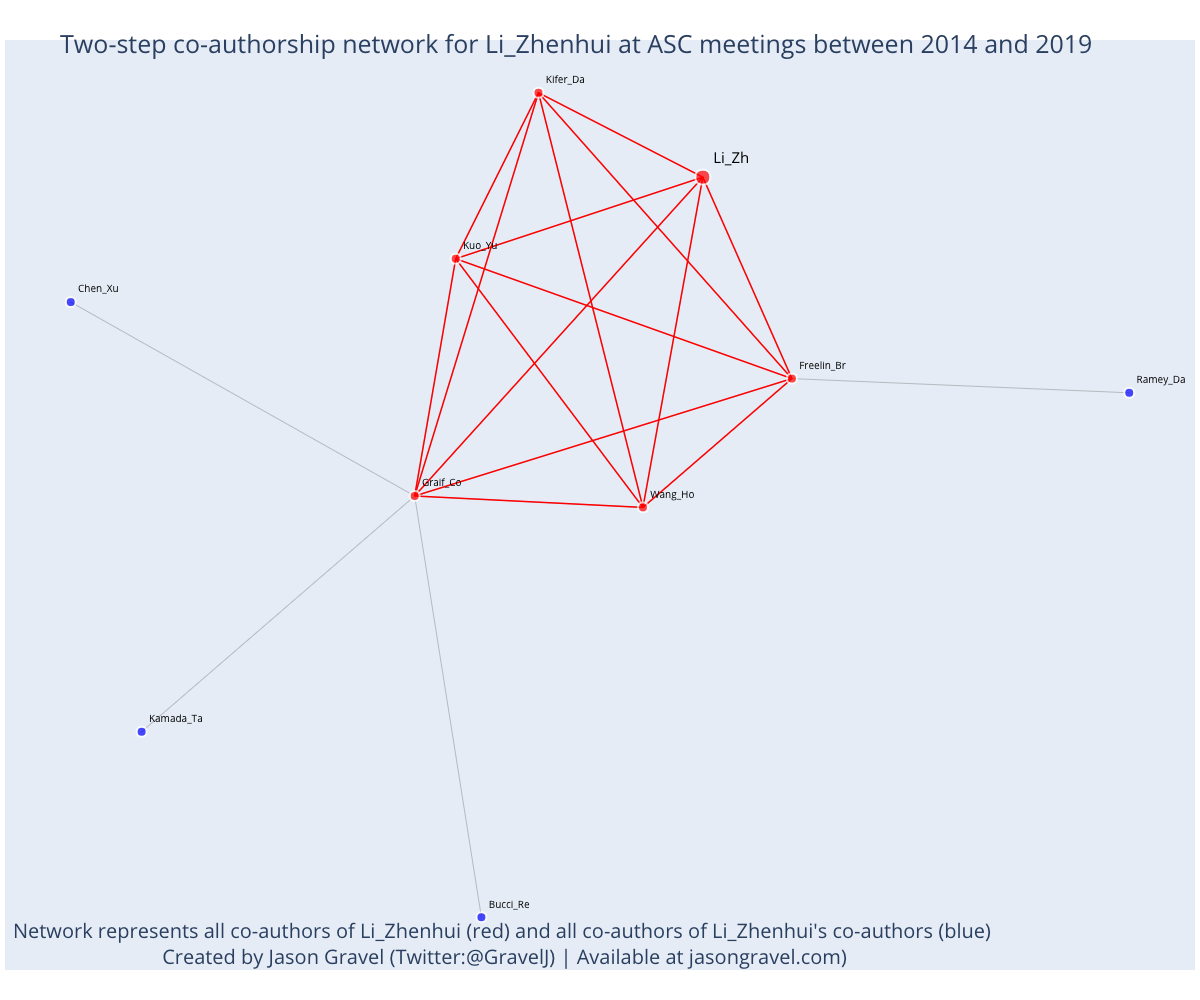 Two-step co-authorship network for Li_Zhenhui at ASC meetings between 2014 and 2019
Kifer_Da
Li_Zh
Kuo_Yu
Chen_Xu
Freelin_Br
Ramey_Da
Graif_Co
Wang_Ho
Kamada_Ta
Bucci_Re
Network represents all co-authors of Li_Zhenhui (red) and all co-authors of Li_Zhenhui's co-authors (blue)
Created by Jason Gravel (Twitter:@GravelJ) | Available at jasongravel.com)